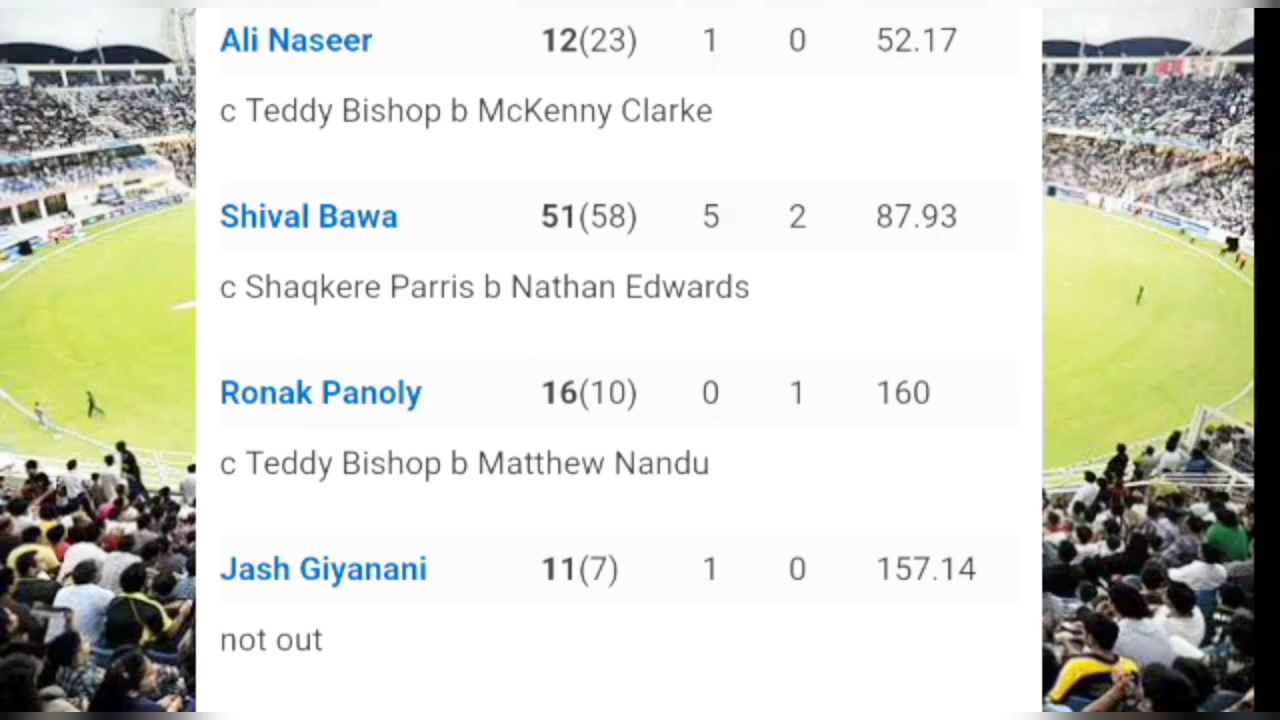 Ali Naseer 12(23) 1 0 52.17
c Teddy Bishop b McKenny Clarke
Shival Bawa 51(58) 5 2 87.93
c Shaqkere Parris b Nathan Edwards
Ronak Panoly 16(10) 0 1 160
c Teddy Bishop b Matthew Nandu
Jash Giyanani 11(7) 1 0 157.14
not out